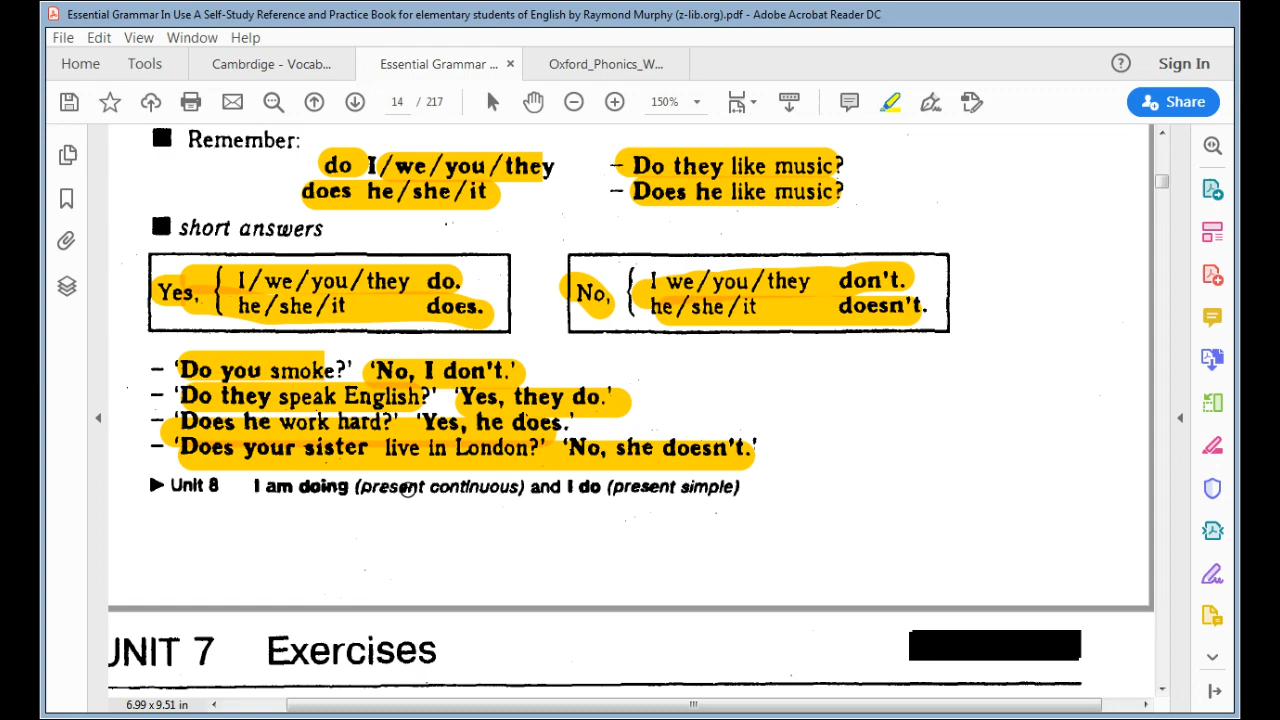 Essential Grammar In Use A Self-Study Reference and Practice Book for elementary students of English by Raymond Murphy (z-lib.org).pdf - Adobe Acrobat Reader DC
File Edit View Window Help
Home Tools Cambrdige - Vocab... Essential Grammar ... × Oxford_Phonics_W... ? Sign In
14 / 217 150% Share
■ Remember:
do I/we/you/they – Do they like music?
does he/she/it – Does he like music?
■ short answers
Yes, { I/we/you/they do. No, { I we/you/they don't.
he/she/it does. he/she/it doesn't.
– 'Do you smoke?' 'No, I don't.'
– 'Do they speak English?' 'Yes, they do.'
– 'Does he work hard?' 'Yes, he does.'
– 'Does your sister live in London?' 'No, she doesn't.'
► Unit 8 I am doing (present continuous) and I do (present simple)
UNIT 7 Exercises
6.99 x 9.51 in